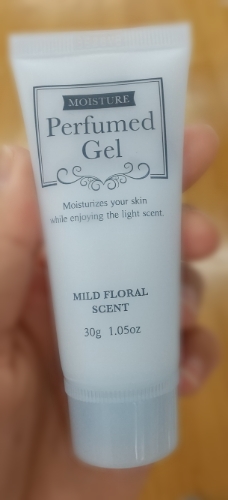 MOISTURE
Perfumed
Gel
Moisturizes your skin
while enjoying the light scent.
MILD FLORAL
SCENT
30g 1.05oz